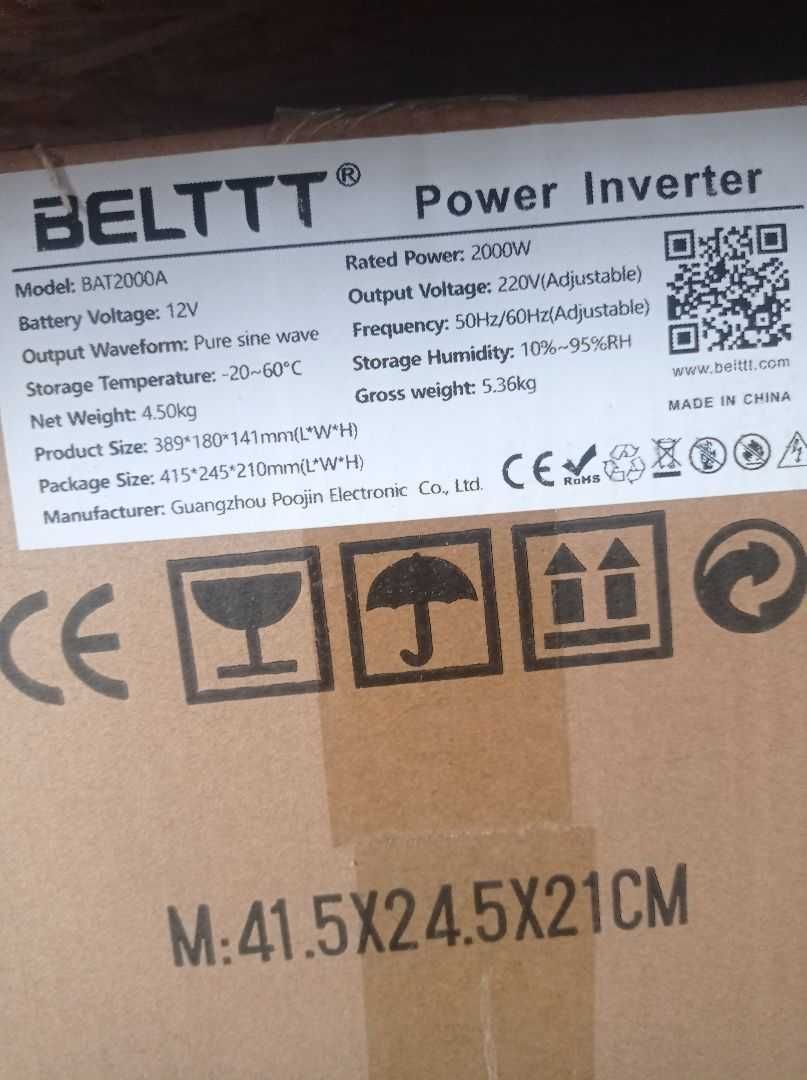 BELTTT® Power Inverter
Model: BAT2000A
Battery Voltage: 12V
Output Waveform: Pure sine wave
Storage Temperature: -20~60°C
Net Weight: 4.50kg
Product Size: 389*180*141mm(L*W*H)
Package Size: 415*245*210mm(L*W*H)
Manufacturer: Guangzhou Poojin Electronic Co., Ltd.
Rated Power: 2000W
Output Voltage: 220V(Adjustable)
Frequency: 50Hz/60Hz(Adjustable)
Storage Humidity: 10%~95%RH
Gross weight: 5.36kg
www.belttt.com
MADE IN CHINA
CE RoHS
CE
M:41.5X24.5X21CM